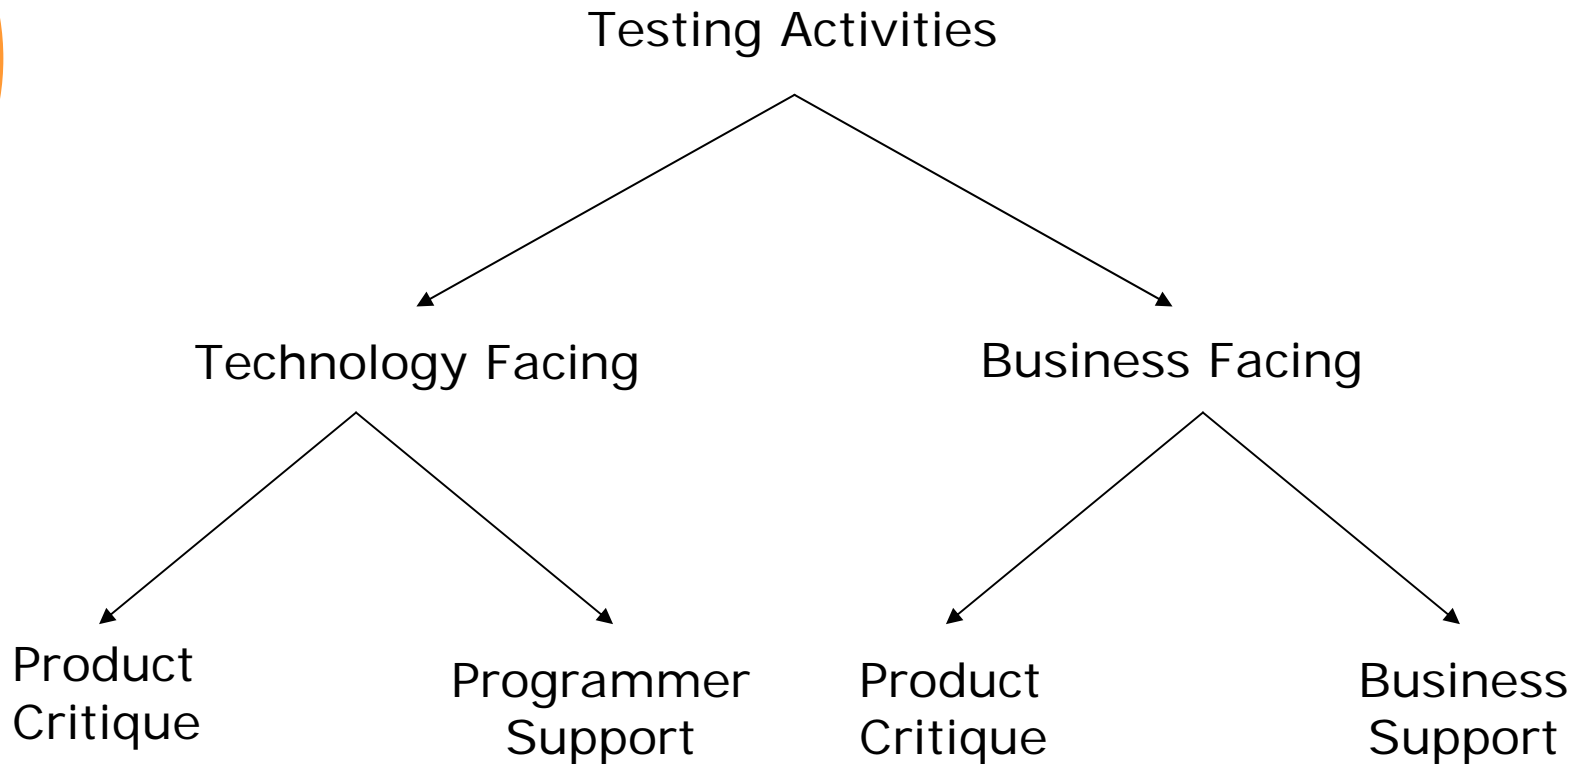 Testing Activities
Technology Facing
Business Facing
Product
Critique
Programmer
Support
Product
Critique
Business
Support